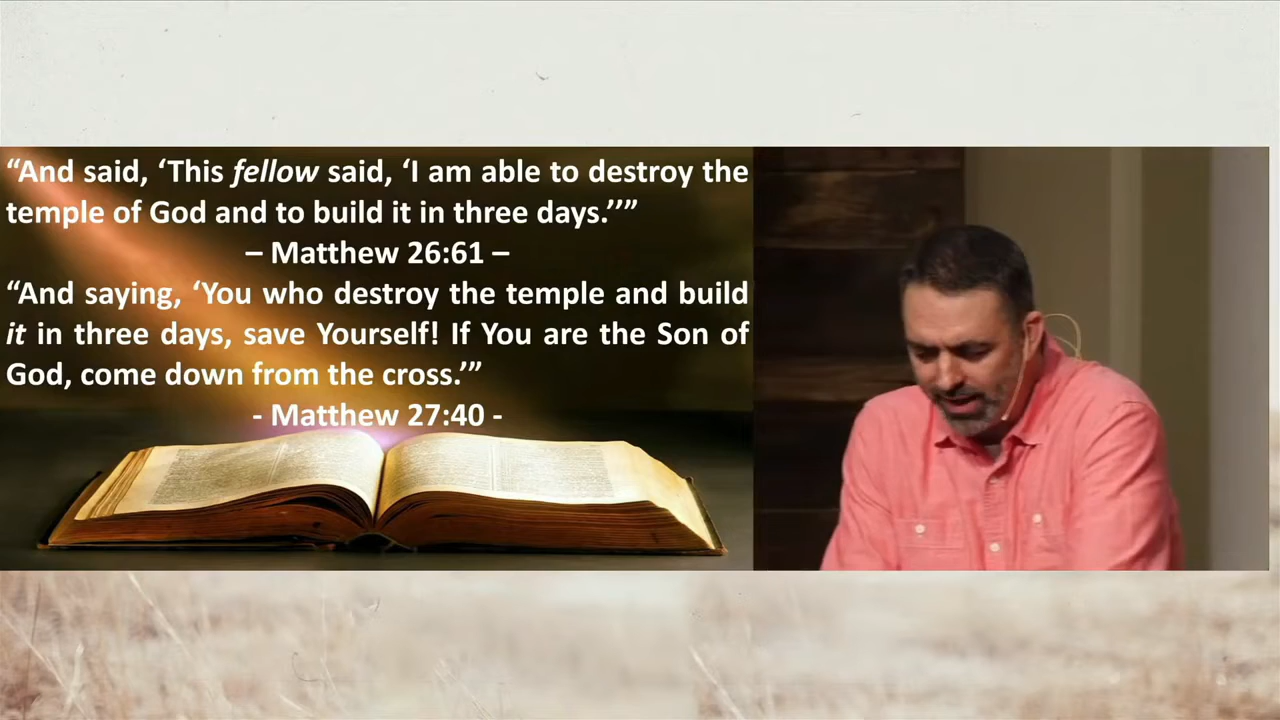 “And said, ‘This fellow said, ‘I am able to destroy the
temple of God and to build it in three days.’’”
– Matthew 26:61 –
“And saying, ‘You who destroy the temple and build
it in three days, save Yourself! If You are the Son of
God, come down from the cross.’”
- Matthew 27:40 -